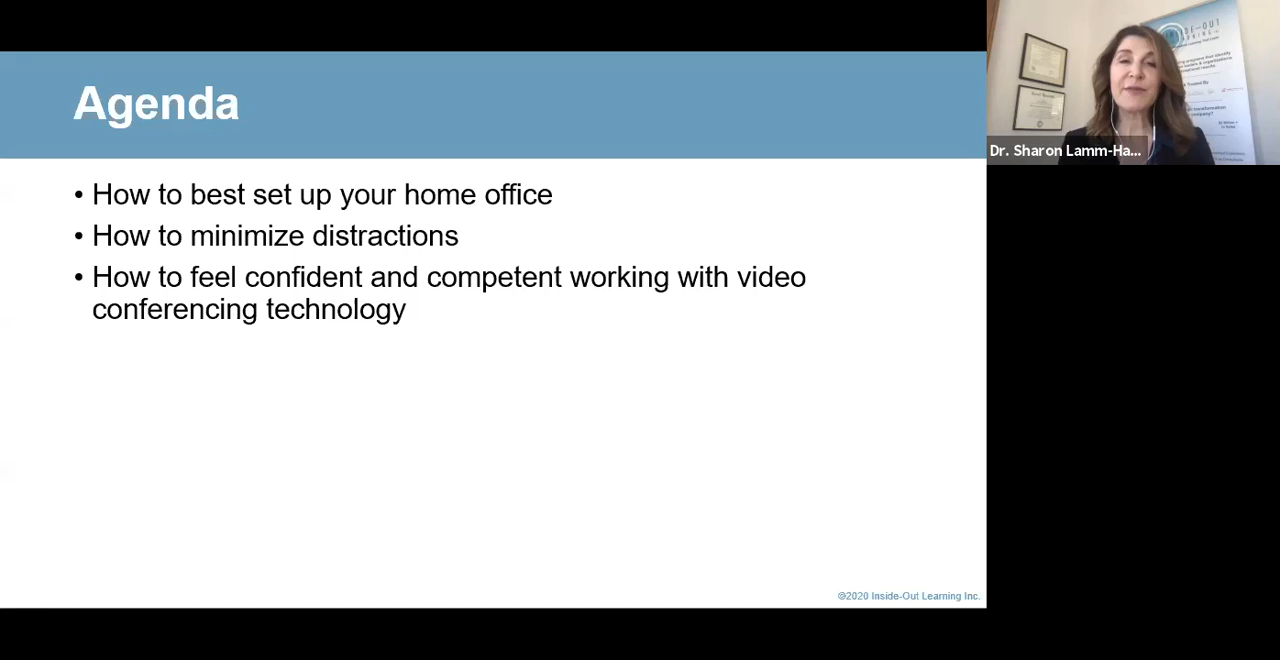 Agenda
• How to best set up your home office
• How to minimize distractions
• How to feel confident and competent working with video
conferencing technology
©2020 Inside-Out Learning Inc.
Dr. Sharon Lamm-Ha...